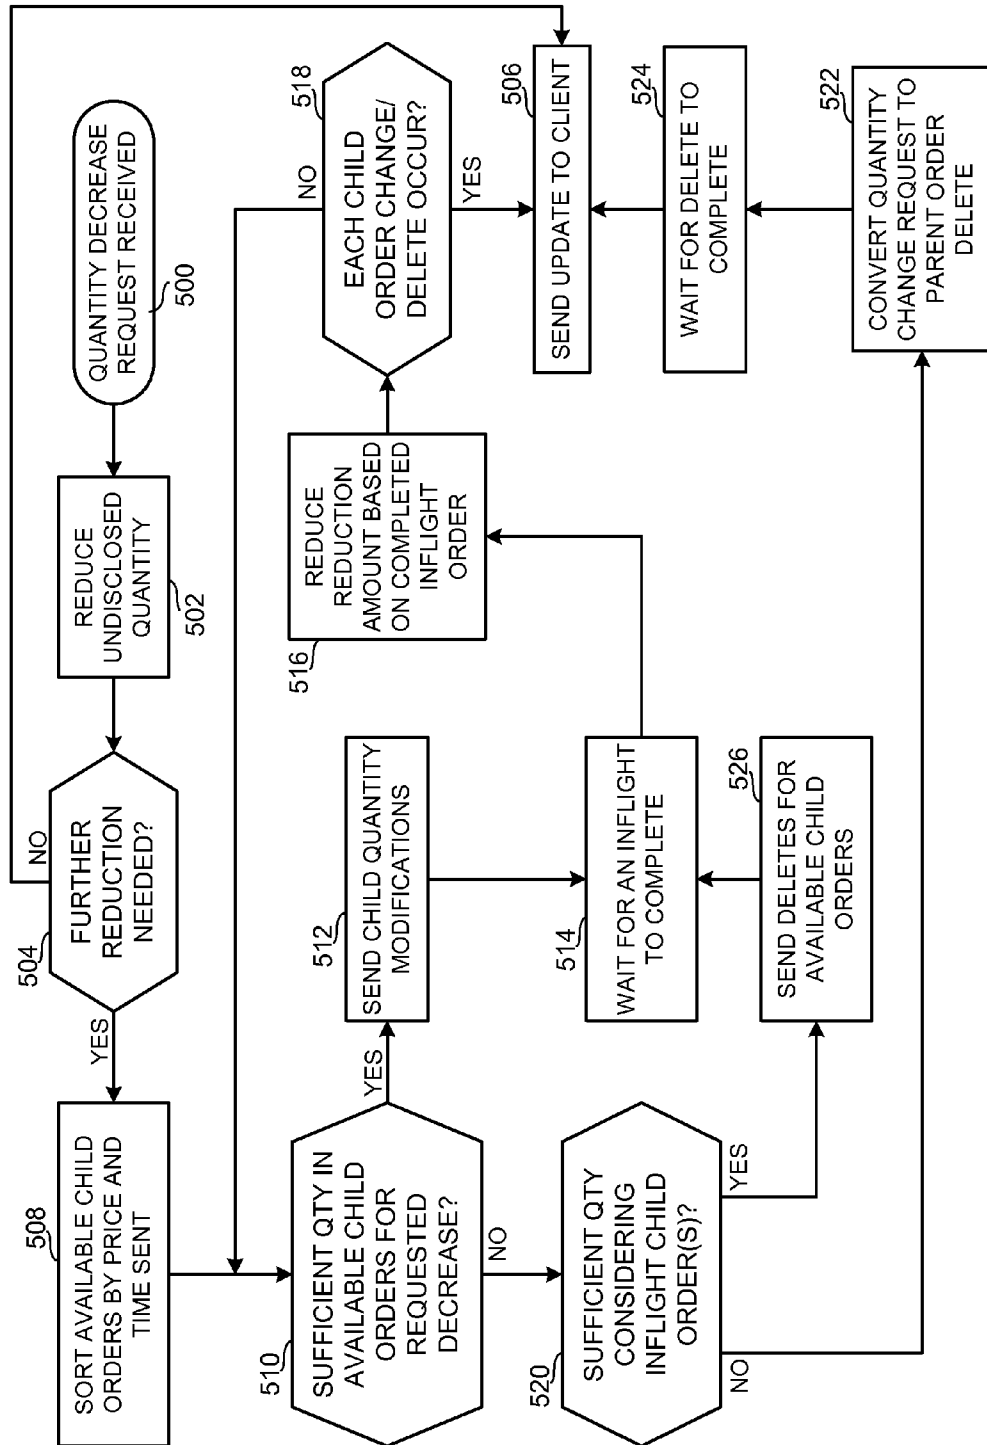 QUANTITY DECREASE
REQUEST RECEIVED
500
REDUCE
UNDISCLOSED
QUANTITY
502
504
FURTHER
REDUCTION
NEEDED?
NO
YES
508
SORT AVAILABLE CHILD
ORDERS BY PRICE AND
TIME SENT
510
SUFFICIENT QTY IN
AVAILABLE CHILD
ORDERS FOR
REQUESTED
DECREASE?
YES
NO
512
SEND CHILD QUANTITY
MODIFICATIONS
514
WAIT FOR AN INFLIGHT
TO COMPLETE
516
REDUCE
REDUCTION
AMOUNT BASED
ON COMPLETED
INFLIGHT
ORDER
518
EACH CHILD
ORDER CHANGE/
DELETE OCCUR?
NO
YES
506
SEND UPDATE TO CLIENT
520
SUFFICIENT QTY
CONSIDERING
INFLIGHT CHILD
ORDER(S)?
YES
NO
526
SEND DELETES FOR
AVAILABLE CHILD
ORDERS
524
WAIT FOR DELETE TO
COMPLETE
522
CONVERT QUANTITY
CHANGE REQUEST TO
PARENT ORDER
DELETE